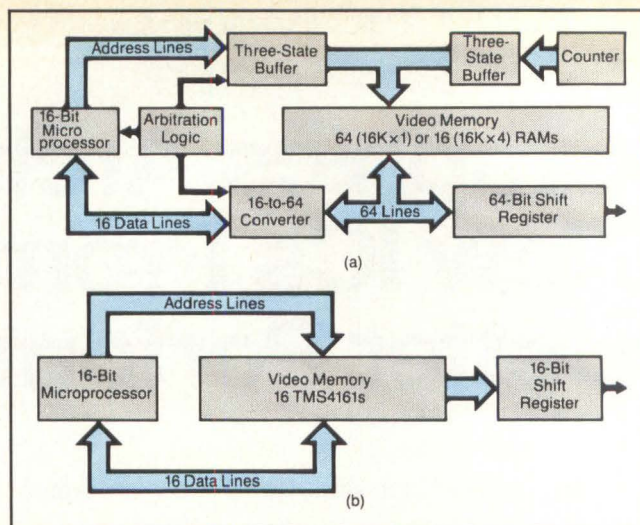 Address Lines
Three-State
Buffer
Three-
State
Buffer
Counter
16-Bit
Micro
processor
Arbitration
Logic
Video Memory
64 (16K×1) or 16 (16K×4) RAMs
16 Data Lines
16-to-64
Converter
64 Lines
64-Bit Shift
Register
(a)
Address Lines
16-Bit
Microprocessor
Video Memory
16 TMS4161s
16-Bit
Shift
Register
16 Data Lines
(b)